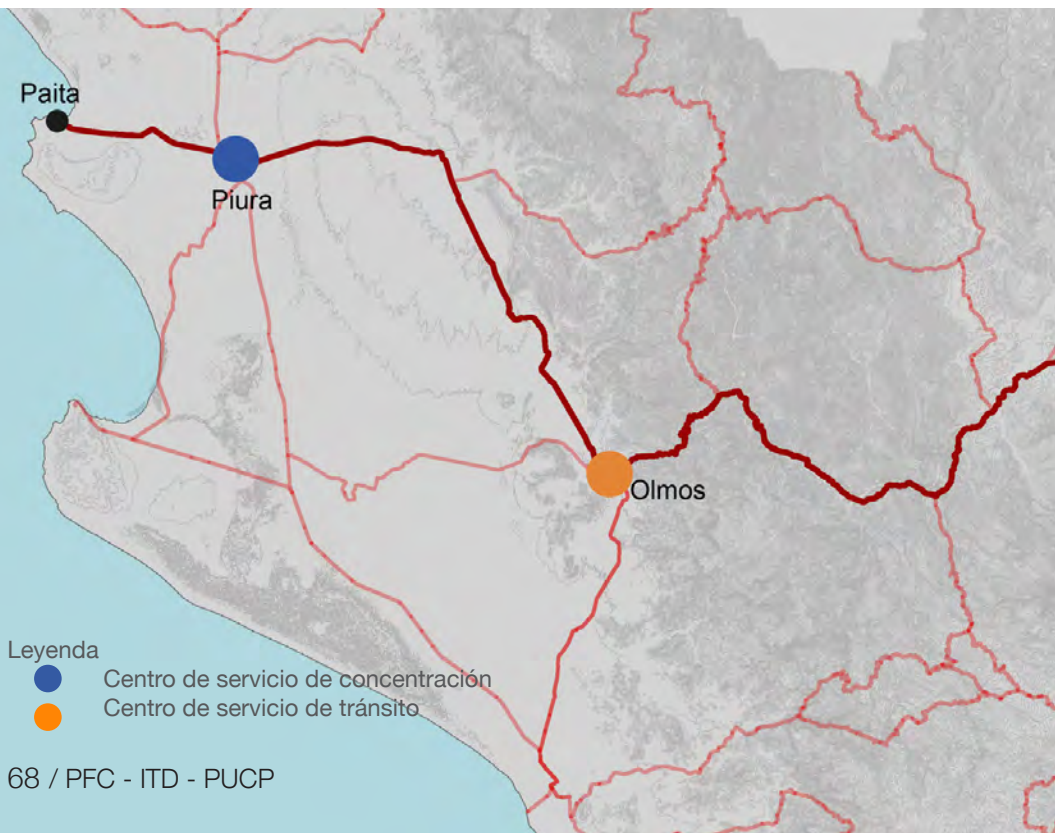 Paita
Piura
Olmos
Leyenda
Centro de servicio de concentración
Centro de servicio de tránsito
68 / PFC - ITD - PUCP